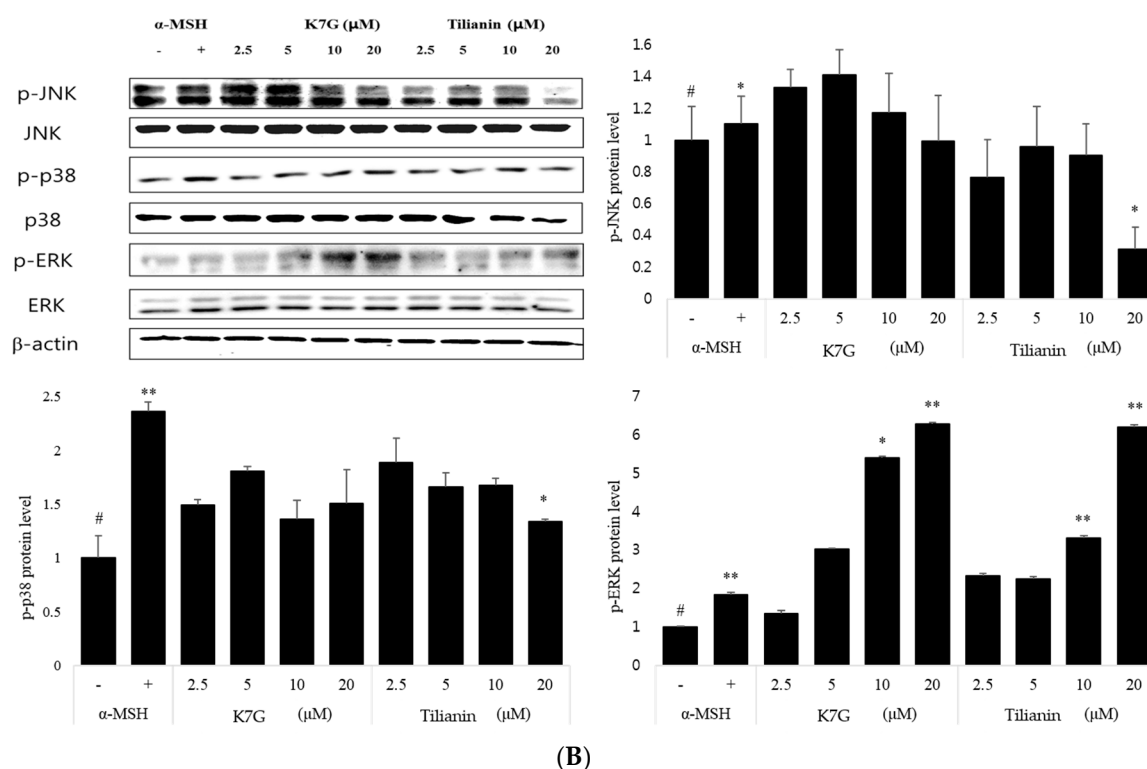 α-MSH K7G (μM) Tilianin (μM)
- + 2.5 5 10 20 2.5 5 10 20
p-JNK
JNK
p-p38
p38
p-ERK
ERK
β-actin
p-JNK protein level
1.6
1.4
1.2
1
0.8
0.6
0.4
0.2
0
# * *
- + 2.5 5 10 20 2.5 5 10 20
α-MSH K7G (μM) Tilianin (μM)
p-p38 protein level
2.5
2
1.5
1
0.5
0
# ** *
- + 2.5 5 10 20 2.5 5 10 20
α-MSH K7G (μM) Tilianin (μM)
p-ERK protein level
7
6
5
4
3
2
1
0
# ** * ** ** **
- + 2.5 5 10 20 2.5 5 10 20
α-MSH K7G (μM) Tilianin (μM)
(B)